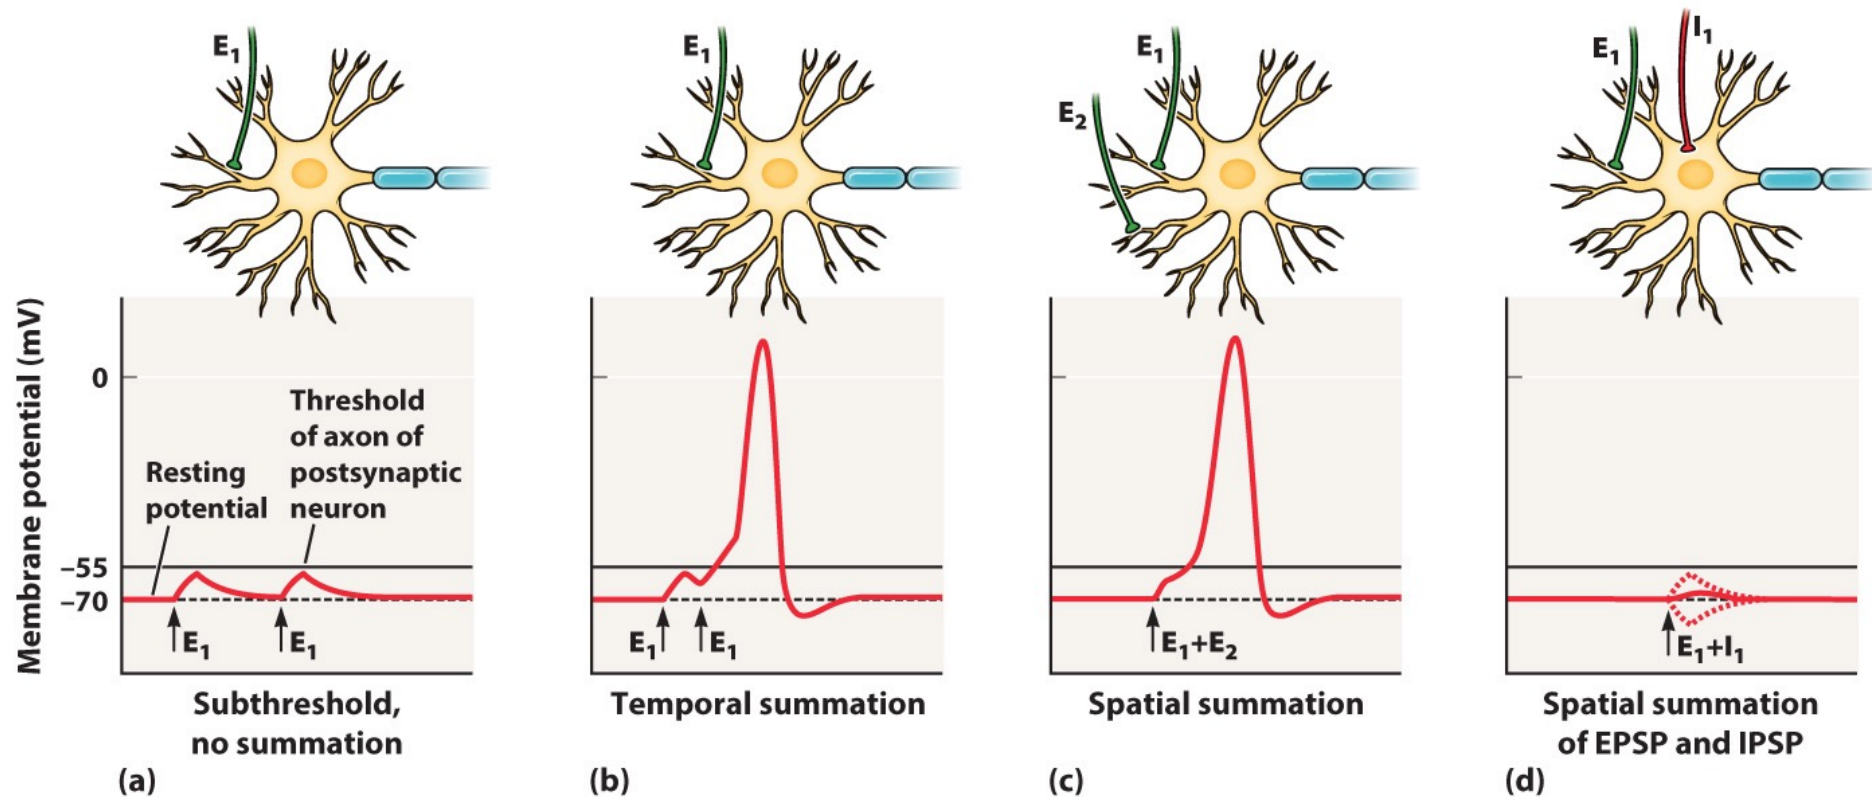 E₁
E₁
E₁
E₂
E₁
I₁
Membrane potential (mV)
0
–55
–70
Resting
potential
Threshold
of axon of
postsynaptic
neuron
E₁
E₁
Subthreshold,
no summation
(a)
E₁
E₁
Temporal summation
(b)
E₁+E₂
Spatial summation
(c)
E₁+I₁
Spatial summation
of EPSP and IPSP
(d)